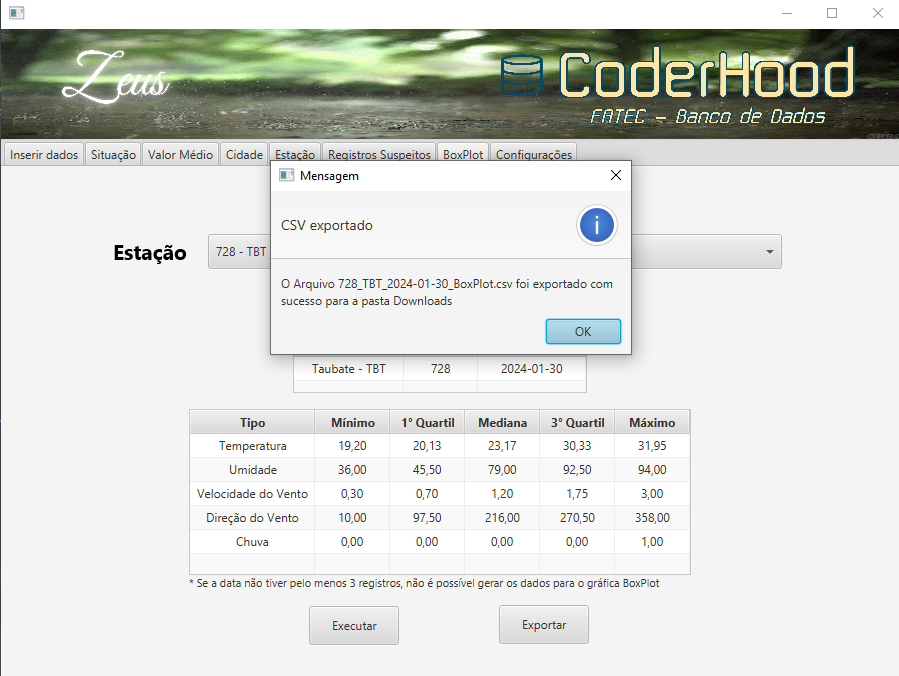 Zeus
CoderHood
FATEC - Banco de Dados
Inserir dados Situação Valor Médio Cidade Estação Registros Suspeitos BoxPlot Configurações
Mensagem
CSV exportado
Estação 728 - TBT
O Arquivo 728_TBT_2024-01-30_BoxPlot.csv foi exportado com
sucesso para a pasta Downloads
OK
Taubate - TBT 728 2024-01-30
Tipo Mínimo 1° Quartil Mediana 3° Quartil Máximo
Temperatura 19,20 20,13 23,17 30,33 31,95
Umidade 36,00 45,50 79,00 92,50 94,00
Velocidade do Vento 0,30 0,70 1,20 1,75 3,00
Direção do Vento 10,00 97,50 216,00 270,50 358,00
Chuva 0,00 0,00 0,00 0,00 1,00
* Se a data não tiver pelo menos 3 registros, não é possível gerar os dados para o gráfica BoxPlot
Executar Exportar